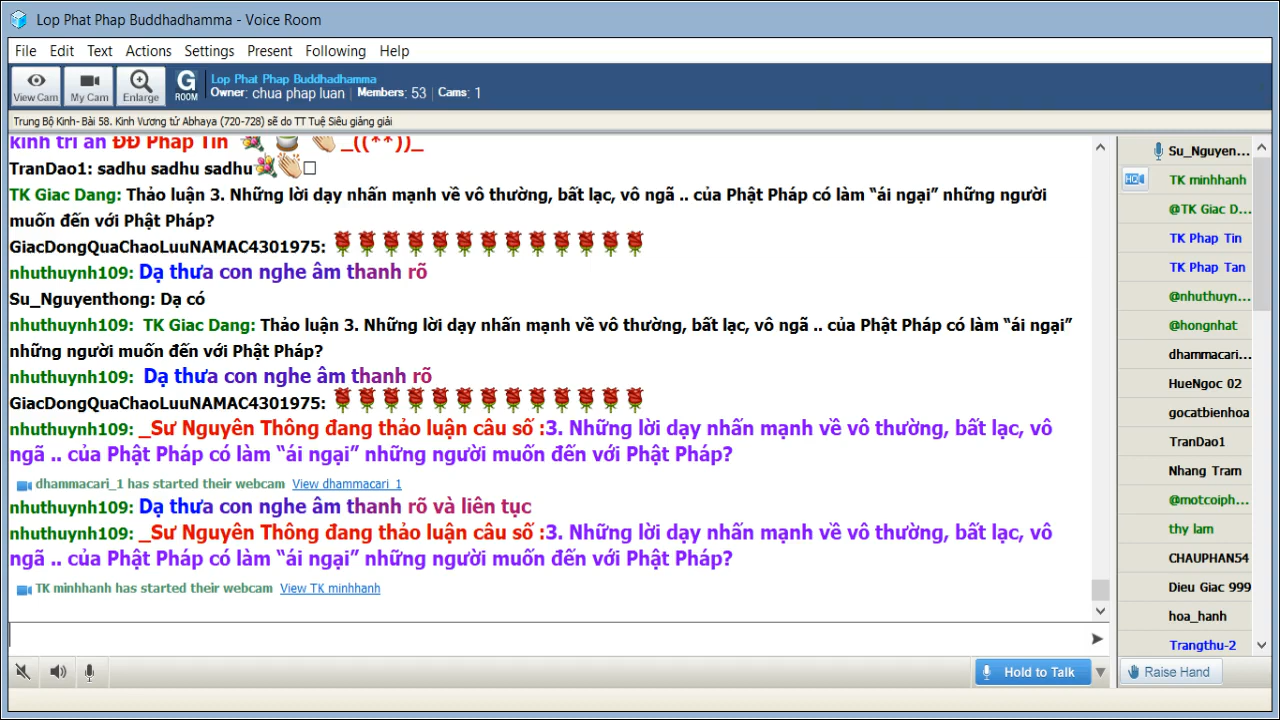 Lop Phat Phap Buddhadhamma - Voice Room
File Edit Text Actions Settings Present Following Help
View Cam My Cam Enlarge G ROOM
Lop Phat Phap Buddhadhamma
Owner: chua phap luan Members: 53 Cams: 1
Trung Bộ Kinh- Bài 58. Kinh Vương tử Abhaya (720-728) sẽ do TT Tuệ Siêu giảng giải
kính tri ân ĐĐ Pháp Tín _((**))_
TranDao1: sadhu sadhu sadhu
TK Giac Dang: Thảo luận 3. Những lời dạy nhấn mạnh về vô thường, bất lạc, vô ngã .. của Phật Pháp có làm “ái ngại” những người
muốn đến với Phật Pháp?
GiacDongQuaChaoLuuNAMAC4301975:
nhuthuynh109: Dạ thưa con nghe âm thanh rõ
Su_Nguyenthong: Dạ có
nhuthuynh109: TK Giac Dang: Thảo luận 3. Những lời dạy nhấn mạnh về vô thường, bất lạc, vô ngã .. của Phật Pháp có làm “ái ngại”
những người muốn đến với Phật Pháp?
nhuthuynh109: Dạ thưa con nghe âm thanh rõ
GiacDongQuaChaoLuuNAMAC4301975:
nhuthuynh109: _Sư Nguyên Thông đang thảo luận câu số :3. Những lời dạy nhấn mạnh về vô thường, bất lạc, vô
ngã .. của Phật Pháp có làm “ái ngại” những người muốn đến với Phật Pháp?
dhammacari_1 has started their webcam View dhammacari_1
nhuthuynh109: Dạ thưa con nghe âm thanh rõ và liên tục
nhuthuynh109: _Sư Nguyên Thông đang thảo luận câu số :3. Những lời dạy nhấn mạnh về vô thường, bất lạc, vô
ngã .. của Phật Pháp có làm “ái ngại” những người muốn đến với Phật Pháp?
TK minhhanh has started their webcam View TK minhhanh
Hold to Talk
Su_Nguyen...
HD TK minhhanh
@TK Giac D...
TK Phap Tin
TK Phap Tan
@nhuthuyn...
@hongnhat
dhammacari...
HueNgoc 02
gocatbienhoa
TranDao1
Nhang Tram
@motcoiph...
thy lam
CHAUPHAN54
Dieu Giac 999
hoa_hanh
Trangthu-2
Raise Hand